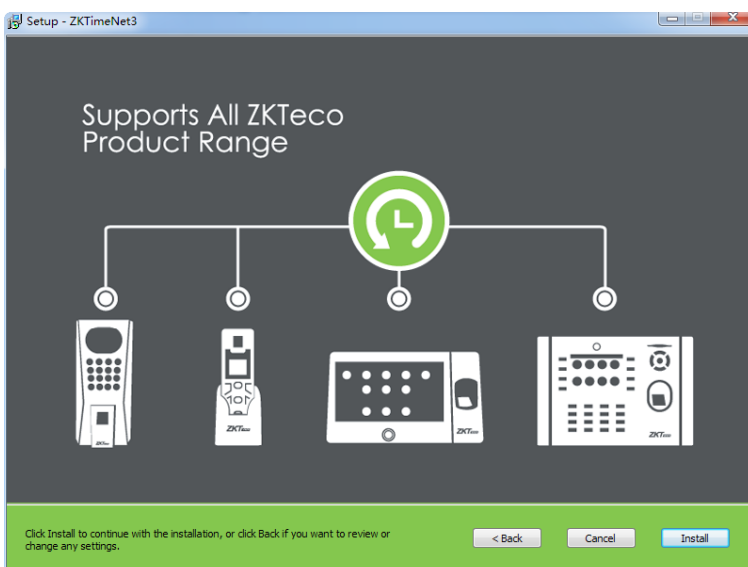 Setup - ZKTimeNet3
Supports All ZKTeco
Product Range
ZKTeco
ZKTeco
ZKTeco
Click Install to continue with the installation, or click Back if you want to review or
change any settings.
< Back
Cancel
Install